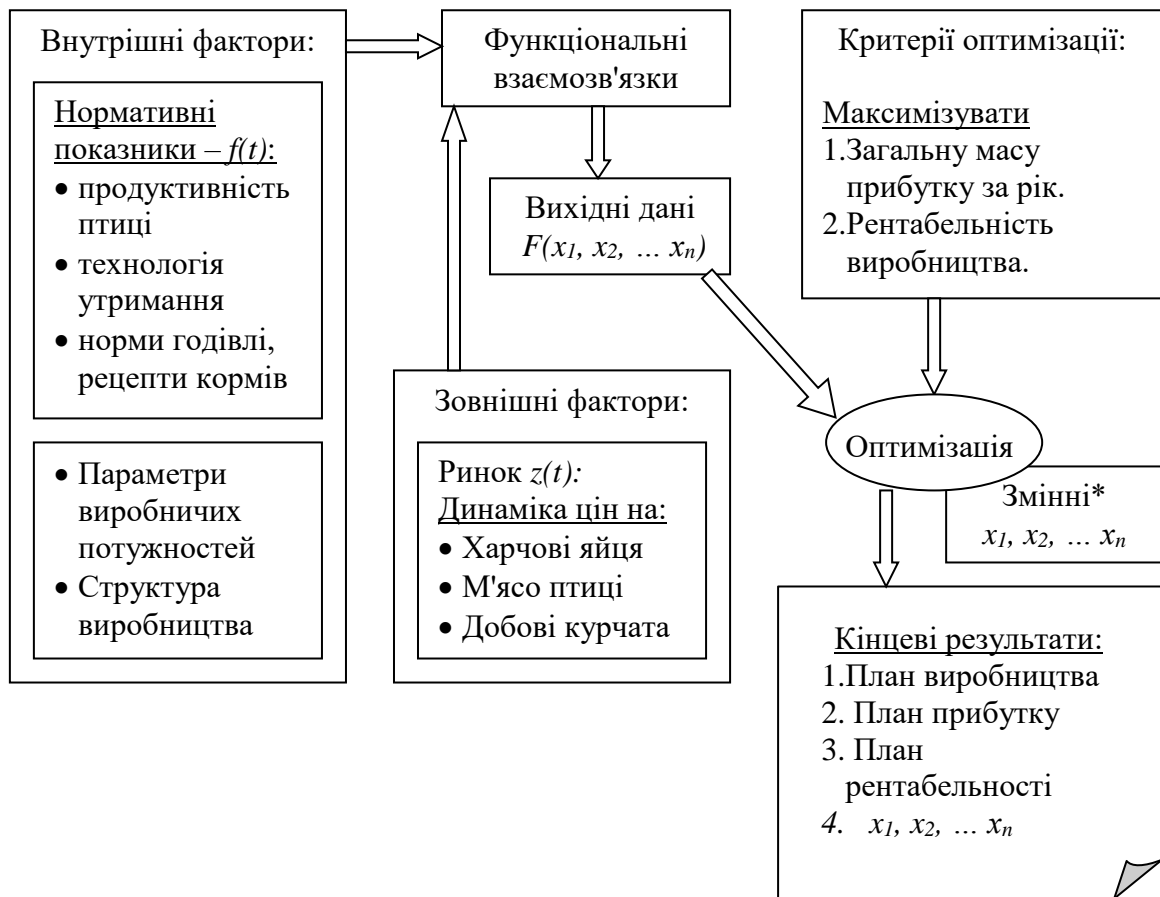 Внутрішні фактори:
Нормативні
показники – f(t):
• продуктивність
птиці
• технологія
утримання
• норми годівлі,
рецепти кормів
• Параметри
виробничих
потужностей
• Структура
виробництва
Функціональні
взаємозв'язки
Вихідні дані
F(x1, x2, … xn)
Зовнішні фактори:
Ринок z(t):
Динаміка цін на:
• Харчові яйця
• М'ясо птиці
• Добові курчата
Критерії оптимізації:
Максимізувати
1.Загальну масу
прибутку за рік.
2.Рентабельність
виробництва.
Оптимізація
Змінні*
x1, x2, … xn
Кінцеві результати:
1.План виробництва
2. План прибутку
3. План
рентабельності
4. x1, x2, … xn